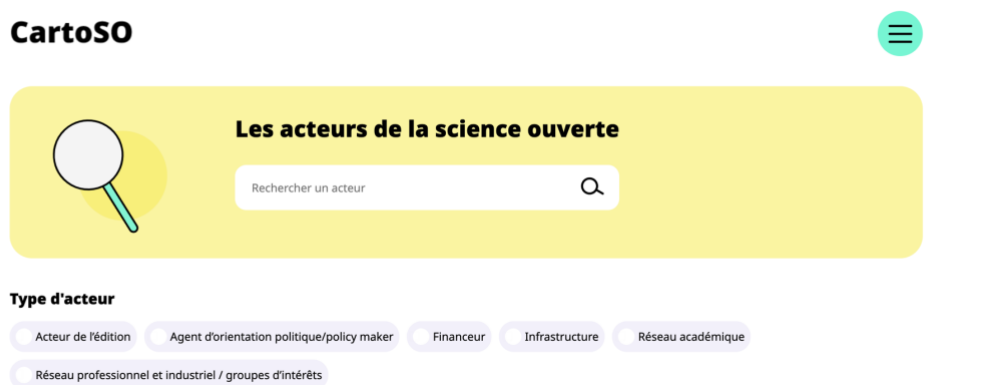 CartoSO
Les acteurs de la science ouverte
Rechercher un acteur
Type d'acteur
Acteur de l'édition
Agent d'orientation politique/policy maker
Financeur
Infrastructure
Réseau académique
Réseau professionnel et industriel / groupes d'intérêts